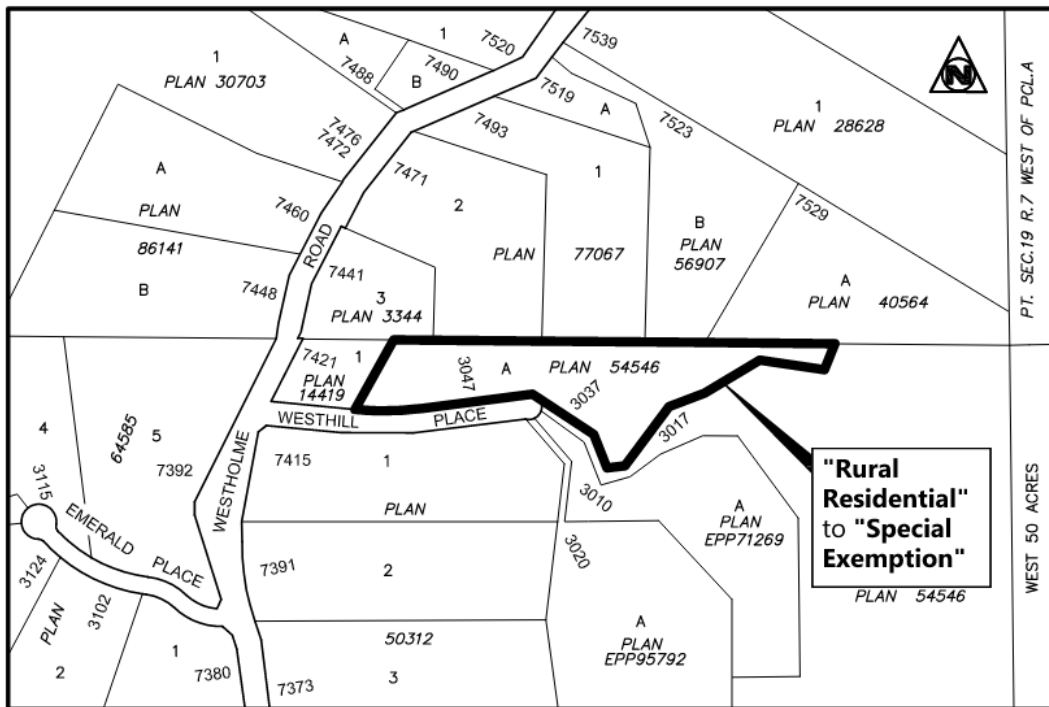 1
PLAN 30703
A
7488
1
7490
B
7520
7539
7519
A
7523
1
PLAN 28628
N
PT. SEC.19 R.7 WEST OF PCL.A
7476
7472
7493
7471
2
1
A
PLAN
86141
7460
B
7448
ROAD
7441
3
PLAN 3344
PLAN
77067
B
PLAN
56907
7529
A
PLAN 40564
7421
1
PLAN
14419
3047
A
PLAN 54546
3037
3017
WESTHILL PLACE
4
3115
64585
5
7392
WESTHOLME
7415
1
PLAN
3010
A
PLAN
EPP71269
"Rural
Residential"
to "Special
Exemption"
PLAN 54546
WEST 50 ACRES
EMERALD PLACE
3124
PLAN
3102
2
1
7380
7391
2
3020
50312
7373
3
A
PLAN
EPP95792